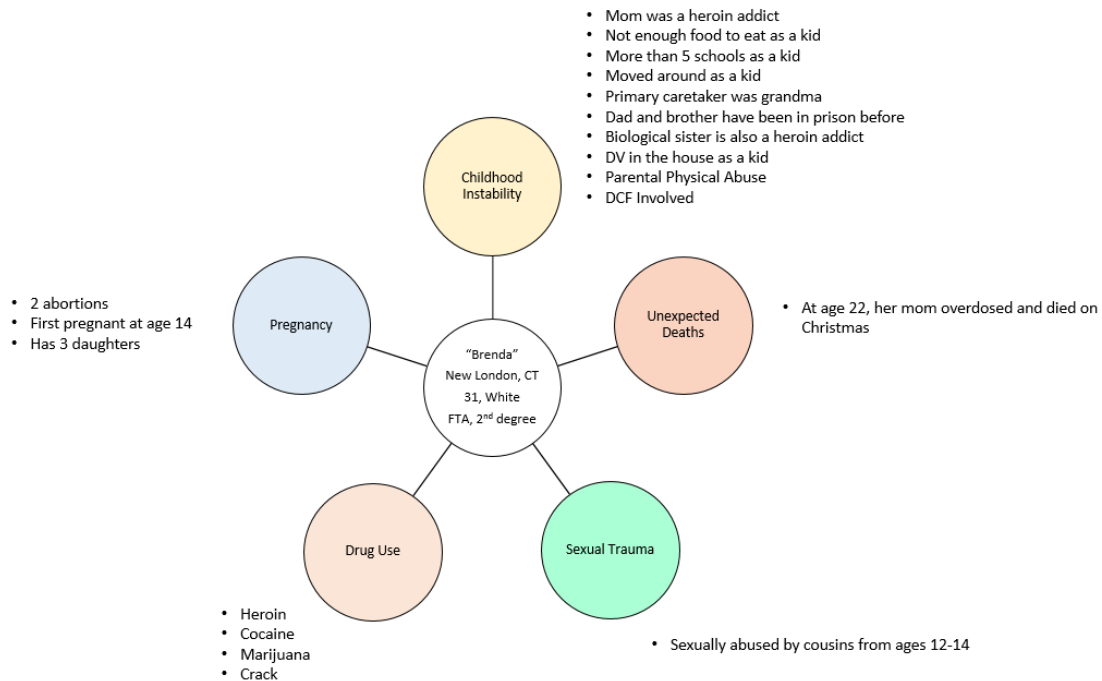 • Mom was a heroin addict
• Not enough food to eat as a kid
• More than 5 schools as a kid
• Moved around as a kid
• Primary caretaker was grandma
• Dad and brother have been in prison before
• Biological sister is also a heroin addict
• DV in the house as a kid
• Parental Physical Abuse
• DCF Involved
Childhood
Instability
• 2 abortions
• First pregnant at age 14
• Has 3 daughters
Pregnancy
Unexpected
Deaths
• At age 22, her mom overdosed and died on
Christmas
“Brenda”
New London, CT
31, White
FTA, 2nd degree
Drug Use
Sexual Trauma
• Heroin
• Cocaine
• Marijuana
• Crack
• Sexually abused by cousins from ages 12-14